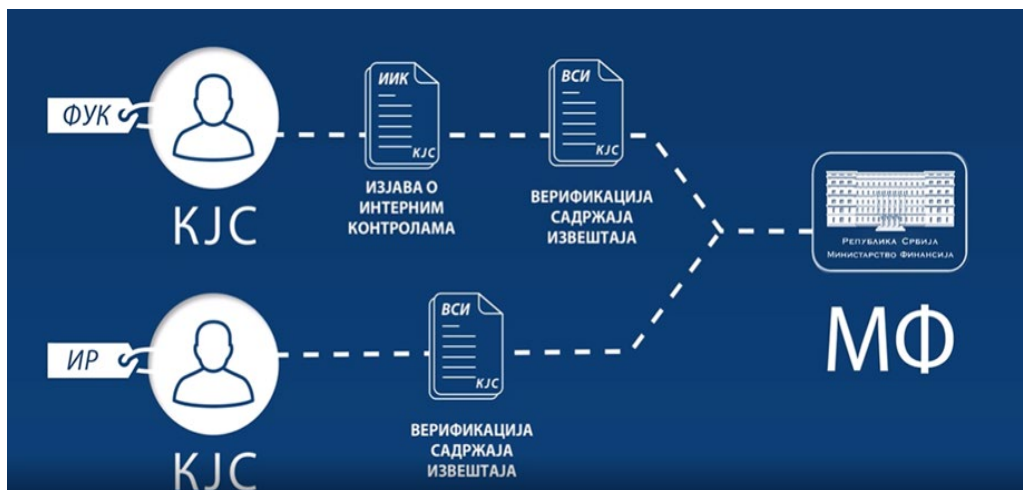 ФУК
КЈС
ИИК
КЈС
ИЗЈАВА О
ИНТЕРНИМ
КОНТРОЛАМА
ВСИ
КЈС
ВЕРИФИКАЦИЈА
САДРЖАЈА
ИЗВЕШТАЈА
РЕПУБЛИКА СРБИЈА
МИНИСТАРСТВО ФИНАНСИЈА
МФ
ИР
КЈС
ВСИ
КЈС
ВЕРИФИКАЦИЈА
САДРЖАЈА
ИЗВЕШТАЈА